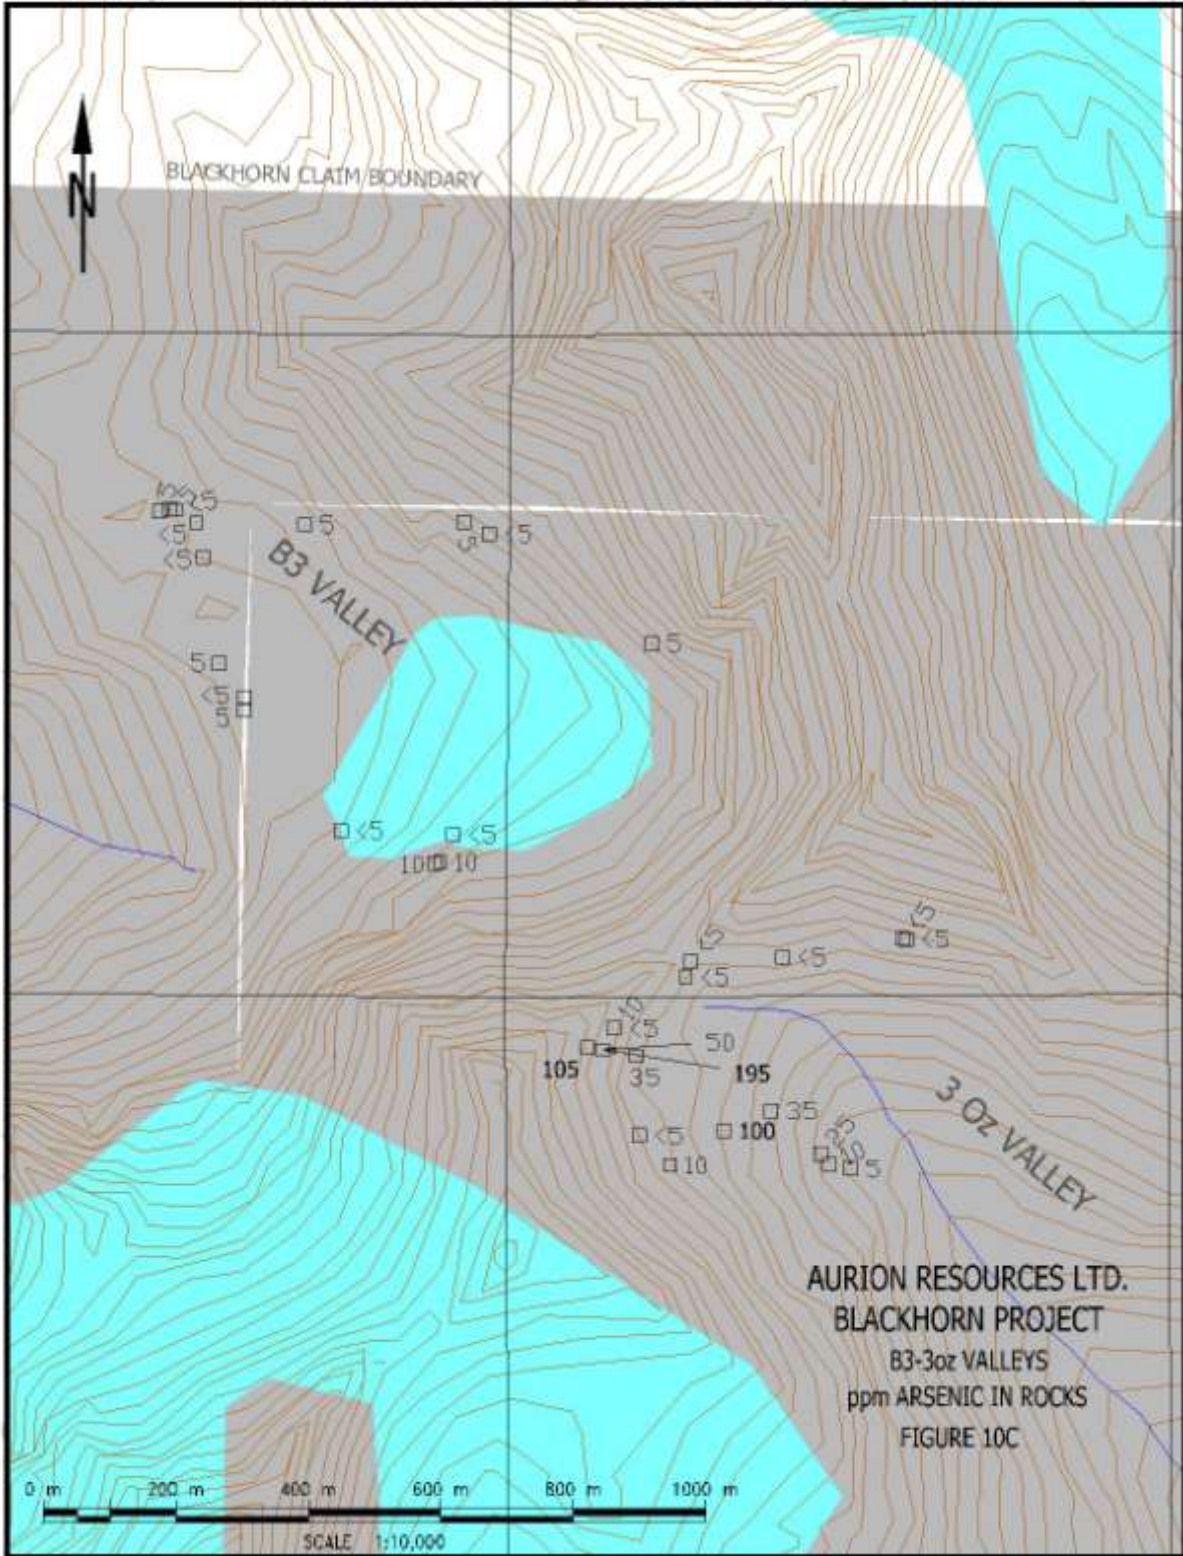 BLACKHORN CLAIM BOUNDARY
N
5
<5
5
<5
5
<5
B3 VALLEY
5
5
<5
5
<5
<5
10
10
<5
<5
<5
<5
<5
10
<5
50
105
35
195
35
<5
100
10
5
3 Oz VALLEY
AURION RESOURCES LTD.
BLACKHORN PROJECT
B3-3oz VALLEYS
ppm ARSENIC IN ROCKS
FIGURE 10C
0 m 200 m 400 m 600 m 800 m 1000 m
SCALE 1:10,000